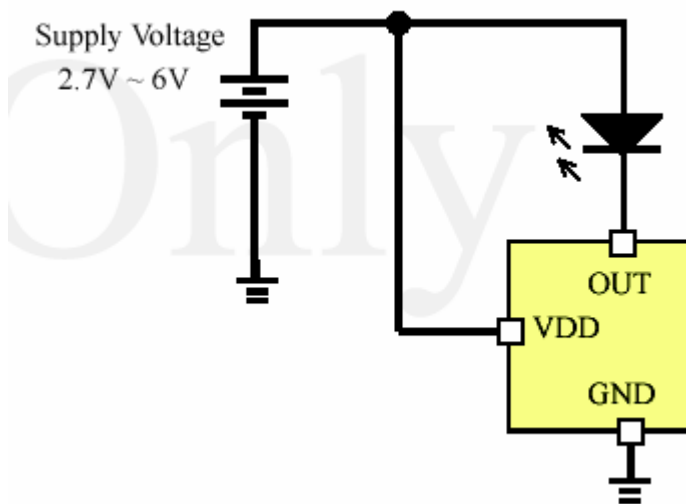 Supply Voltage
2.7V ~ 6V
Only
OUT
VDD
GND